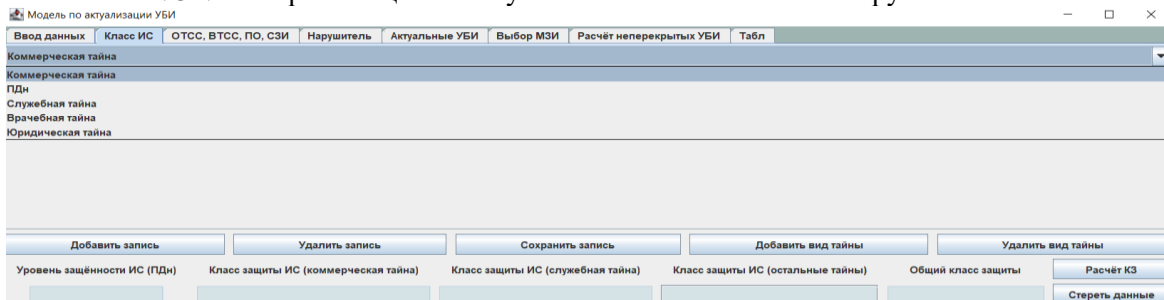 Модель по актуализации УБИ
Ввод данных Класс ИС ОТСС, ВТСС, ПО, СЗИ Нарушитель Актуальные УБИ Выбор МЗИ Расчёт неперекрытых УБИ Табл
Коммерческая тайна
Коммерческая тайна
ПДн
Служебная тайна
Врачебная тайна
Юридическая тайна
Добавить запись Удалить запись Сохранить запись Добавить вид тайны Удалить вид тайны
Уровень защённости ИС (ПДн) Класс защиты ИС (коммерческая тайна) Класс защиты ИС (служебная тайна) Класс защиты ИС (остальные тайны) Общий класс защиты Расчёт КЗ
Стереть данные